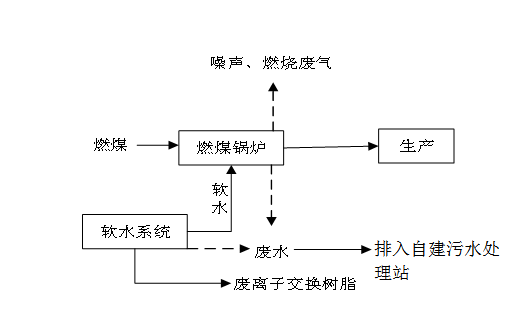 噪声、燃烧废气
燃煤
燃煤锅炉
生产
软
水
软水系统
废水
排入自建污水处
理站
废离子交换树脂